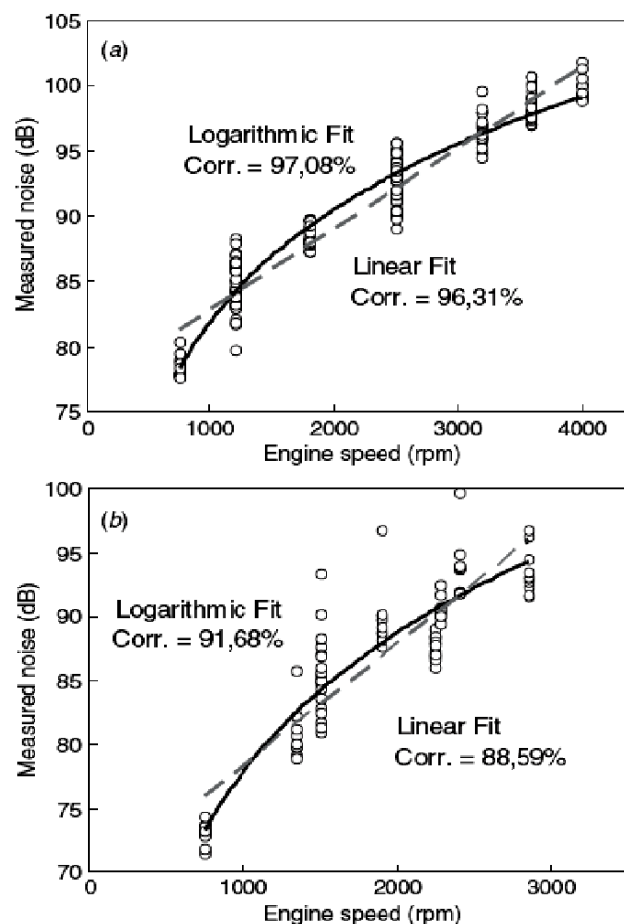 105
(a)
100
Logarithmic Fit
Corr. = 97,08%
95
90
Linear Fit
Corr. = 96,31%
85
80
75
0
1000
2000
3000
4000
Measured noise (dB)
Engine speed (rpm)
100
(b)
95
Logarithmic Fit
Corr. = 91,68%
90
85
Linear Fit
Corr. = 88,59%
80
75
70
0
1000
2000
3000
Measured noise (dB)
Engine speed (rpm)